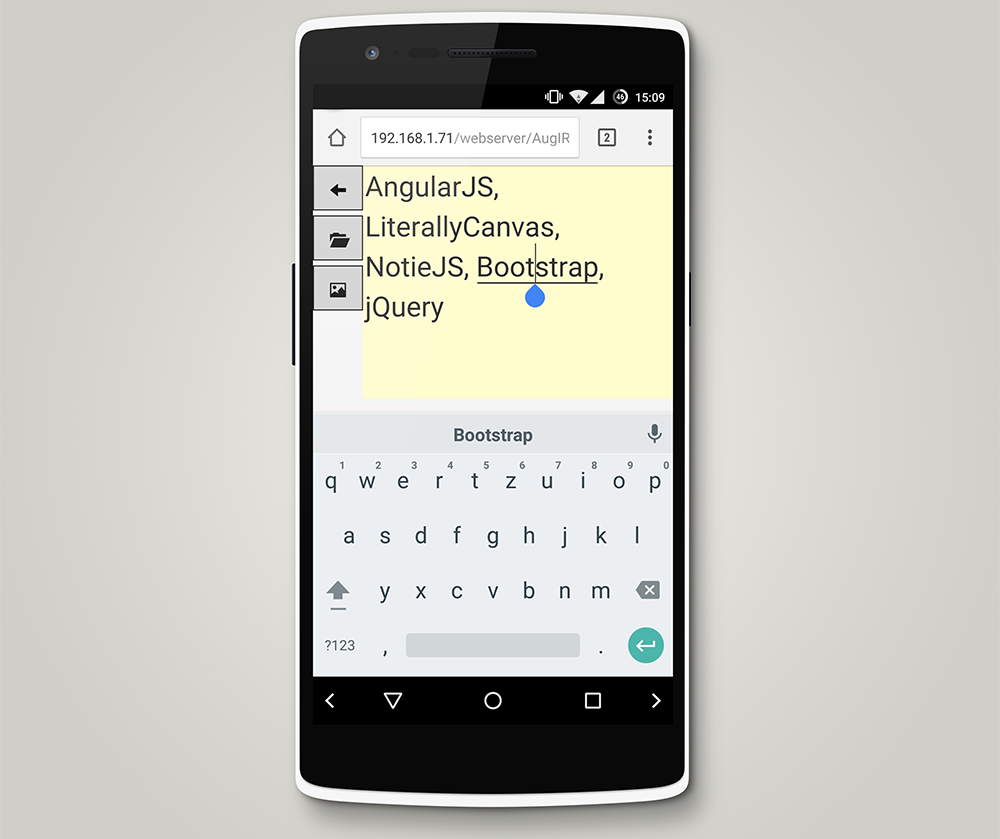 46 15:09
192.168.1.71/webserver/AugIR
2
AngularJS,
LiterallyCanvas,
NotieJS, Bootstrap,
jQuery
Bootstrap
1 2 3 4 5 6 7 8 9 0
q w e r t z u i o p
a s d f g h j k l
y x c v b n m
?123 , .